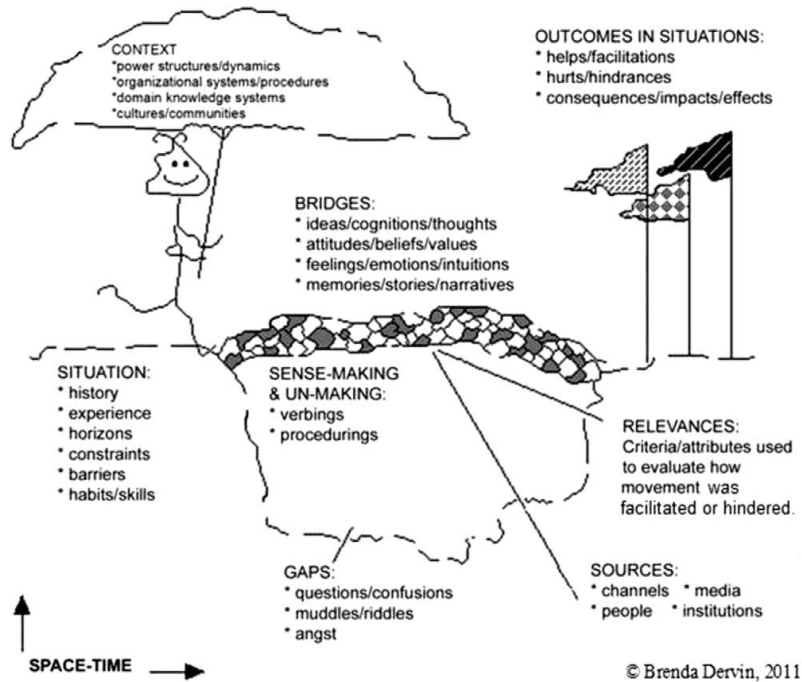 CONTEXT
*power structures/dynamics
*organizational systems/procedures
*domain knowledge systems
*cultures/communities
OUTCOMES IN SITUATIONS:
* helps/facilitations
* hurts/hindrances
* consequences/impacts/effects
BRIDGES:
* ideas/cognitions/thoughts
* attitudes/beliefs/values
* feelings/emotions/intuitions
* memories/stories/narratives
SITUATION:
* history
* experience
* horizons
* constraints
* barriers
* habits/skills
SENSE-MAKING
& UN-MAKING:
* verbings
* procedurings
RELEVANCES:
Criteria/attributes used
to evaluate how
movement was
facilitated or hindered.
GAPS:
* questions/confusions
* muddles/riddles
* angst
SOURCES:
* channels * media
* people * institutions
SPACE-TIME
© Brenda Dervin, 2011